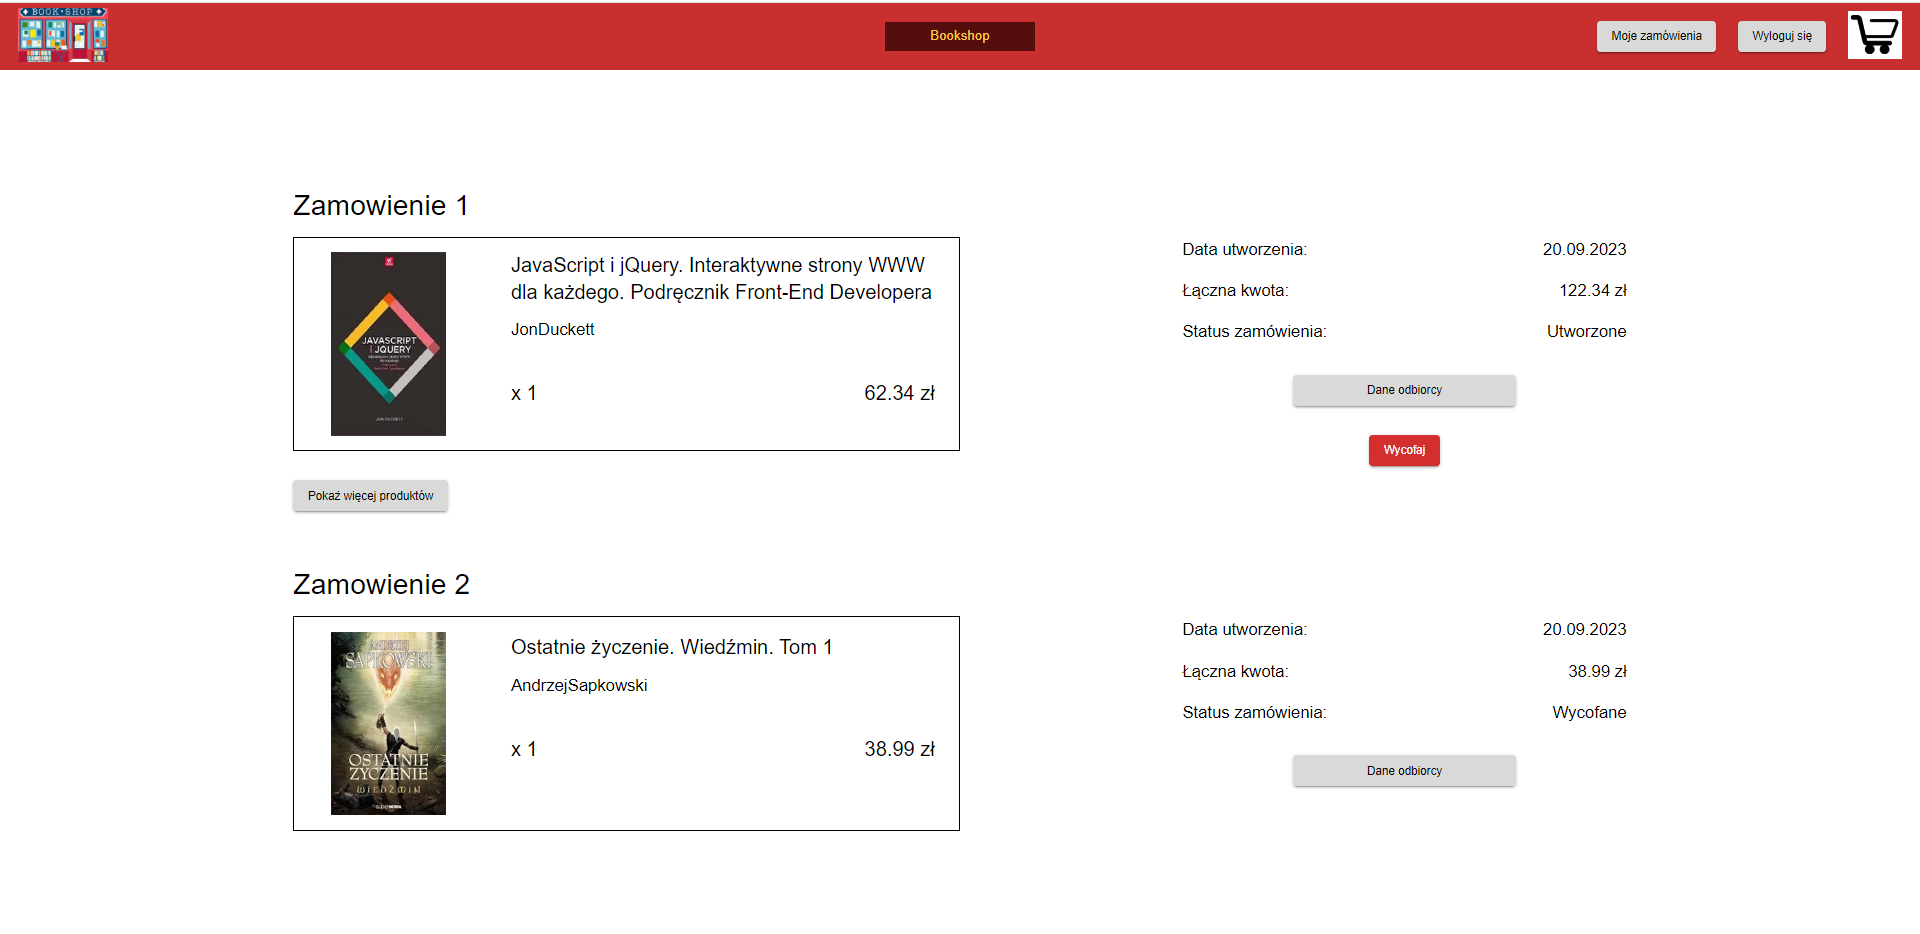 BOOK SHOP
Bookshop
Moje zamówienia
Wyloguj się
Zamowienie 1
JAVASCRIPT
I JQUERY
JON DUCKETT
JavaScript i jQuery. Interaktywne strony WWW
dla każdego. Podręcznik Front-End Developera
JonDuckett
x 1
62.34 zł
Data utworzenia: 20.09.2023
Łączna kwota: 122.34 zł
Status zamówienia: Utworzone
Dane odbiorcy
Wycofaj
Pokaż więcej produktów
Zamowienie 2
ANDRZEJ
SAPKOWSKI
OSTATNIE
ŻYCZENIE
WIEDŹMIN
superNOWA
Ostatnie życzenie. Wiedźmin. Tom 1
AndrzejSapkowski
x 1
38.99 zł
Data utworzenia: 20.09.2023
Łączna kwota: 38.99 zł
Status zamówienia: Wycofane
Dane odbiorcy